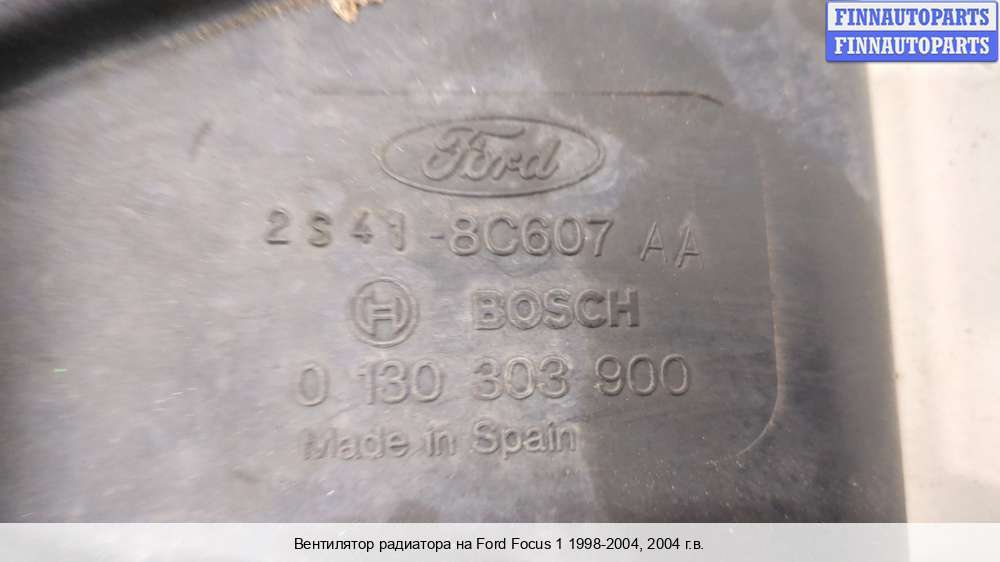 FINNAUTOPARTS
FINNAUTOPARTS
Ford
2S41-8C607 AA
BOSCH
0 130 303 900
Made in Spain
Вентилятор радиатора на Ford Focus 1 1998-2004, 2004 г.в.